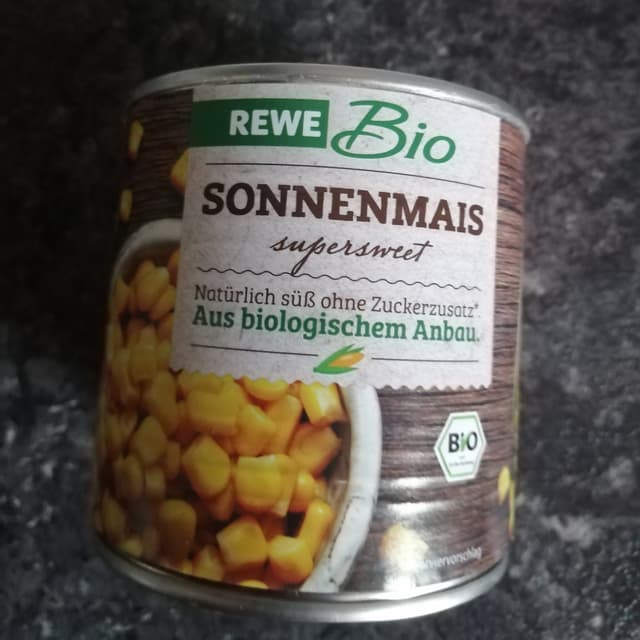 REWE Bio
SONNENMAIS
supersweet
Natürlich süß ohne Zuckerzusatz*.
Aus biologischem Anbau.
BIO